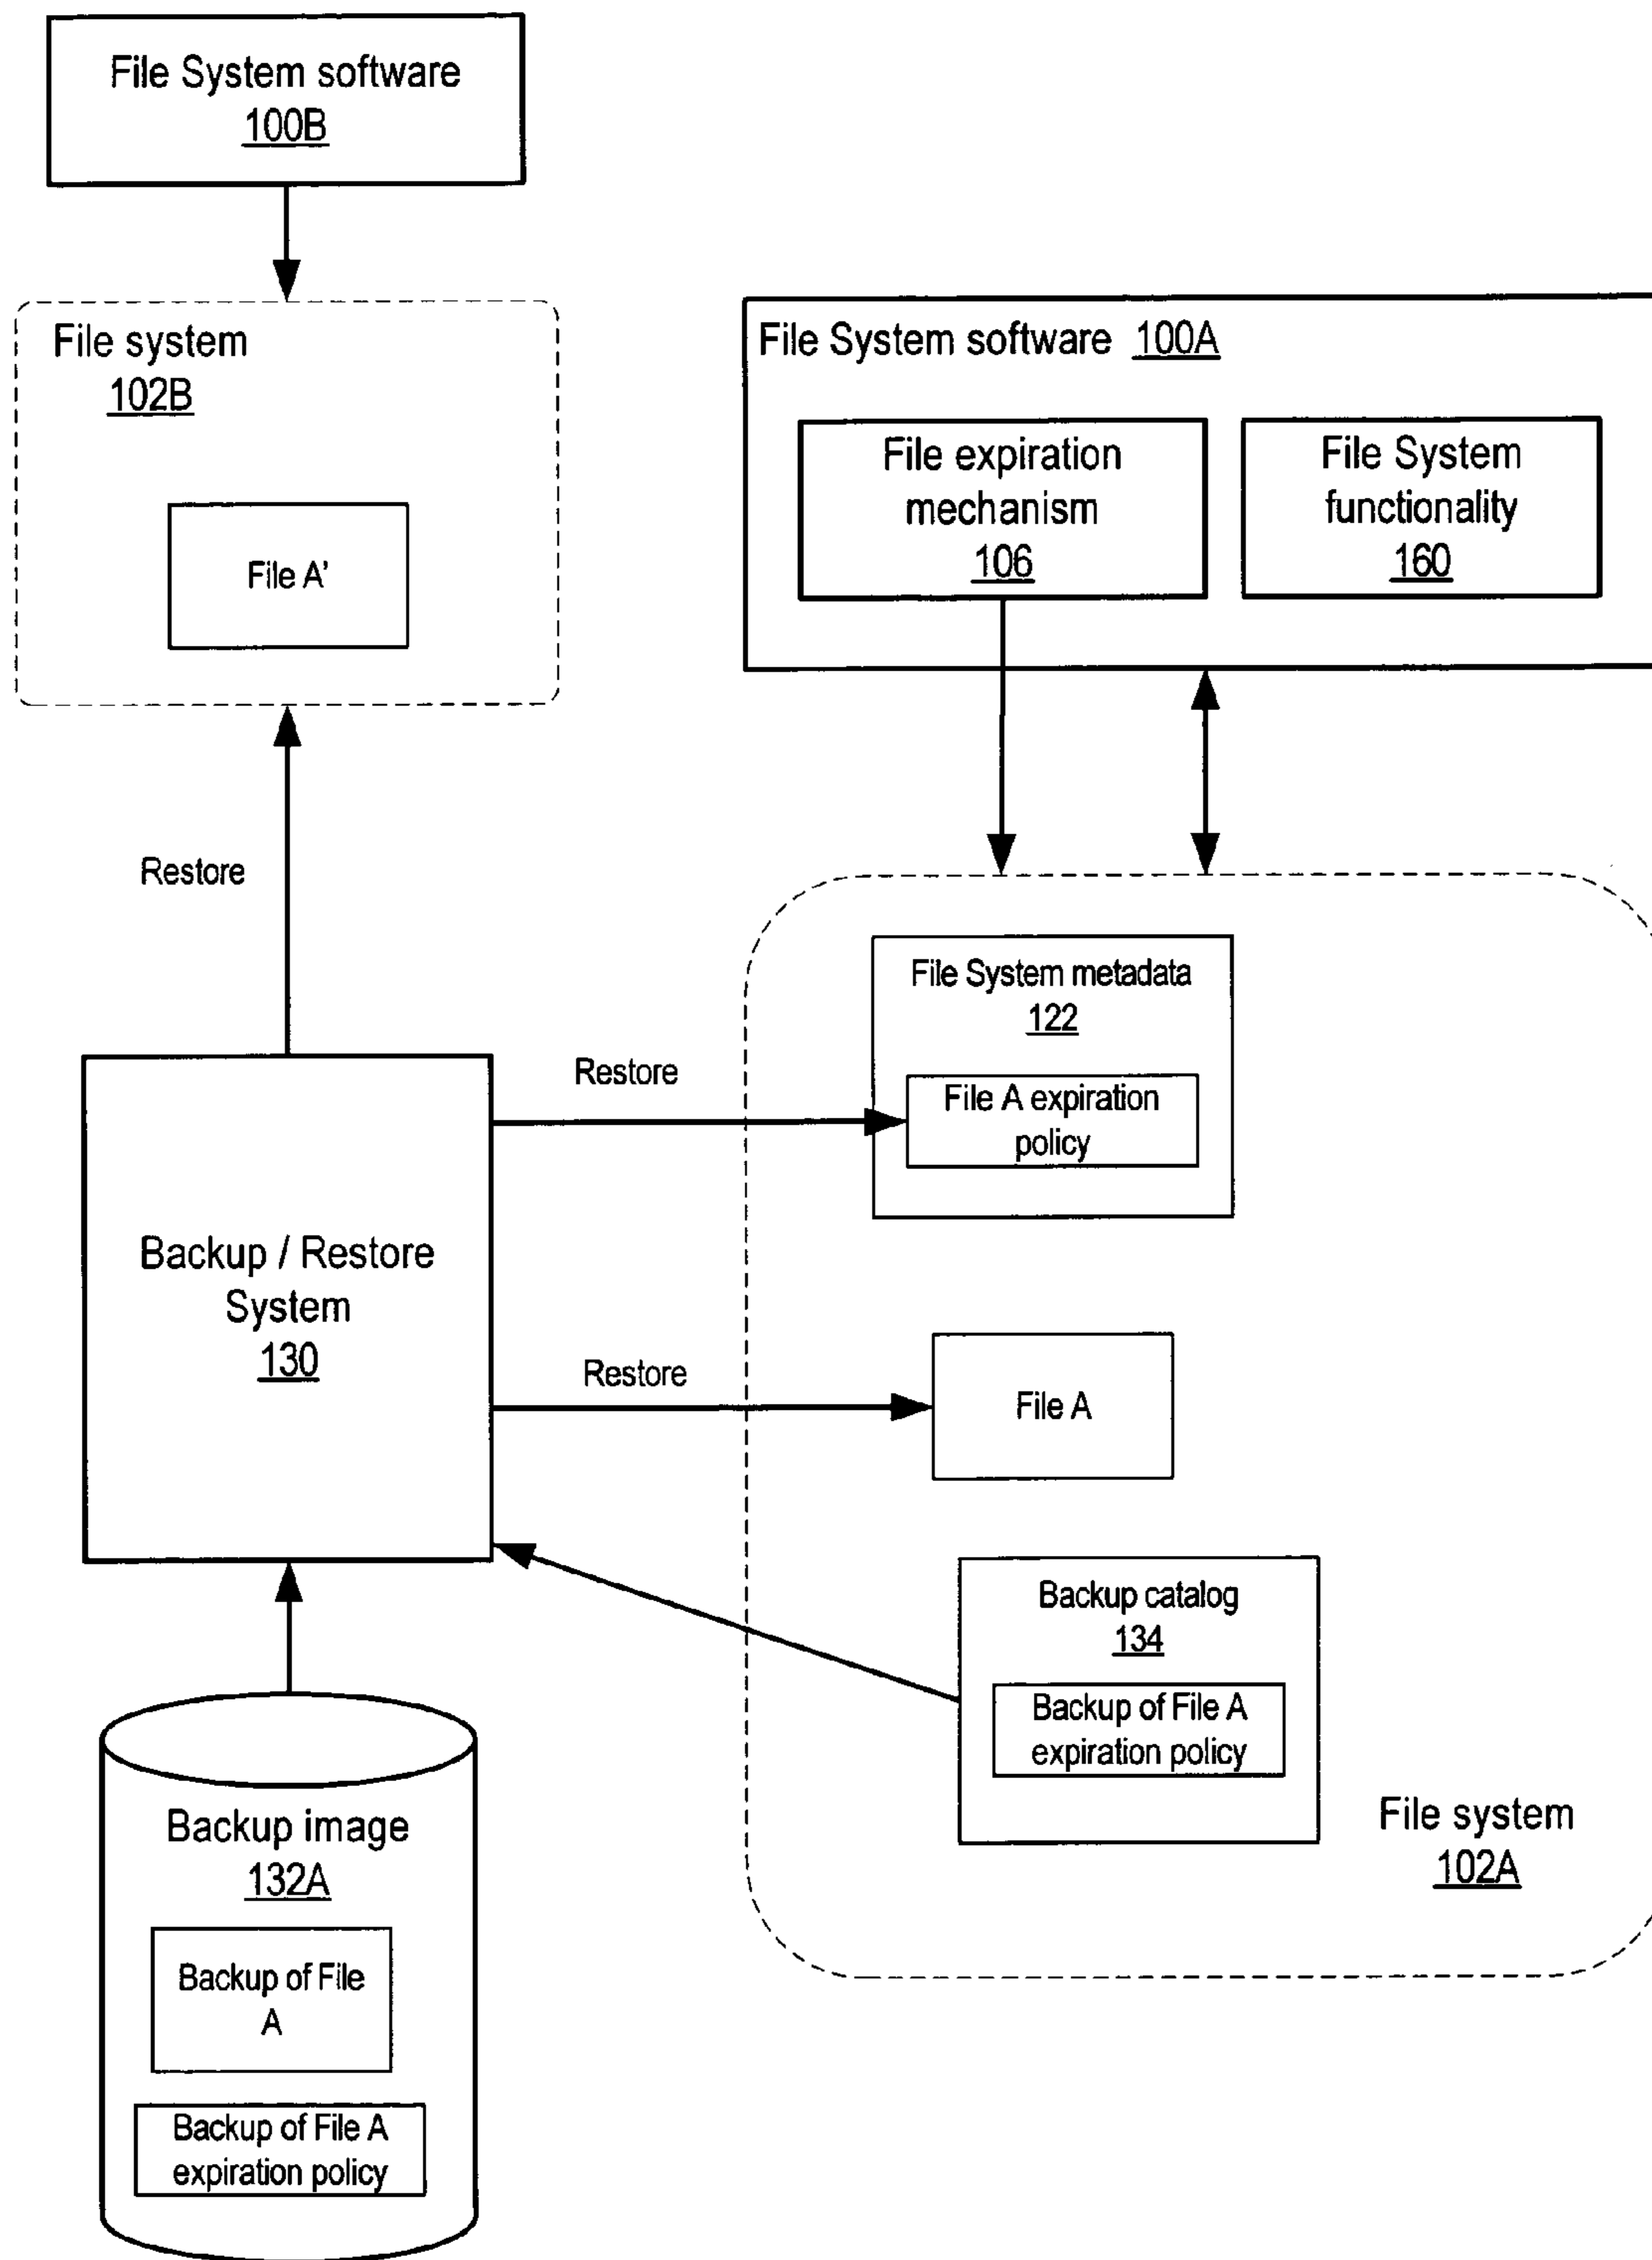 File System software
100B
File system
102B
File A'
File System software 100A
File expiration
mechanism
106
File System
functionality
160
Restore
File System metadata
122
File A expiration
policy
Restore
Backup / Restore
System
130
Restore
File A
Backup catalog
134
Backup of File A
expiration policy
File system
102A
Backup image
132A
Backup of File
A
Backup of File A
expiration policy